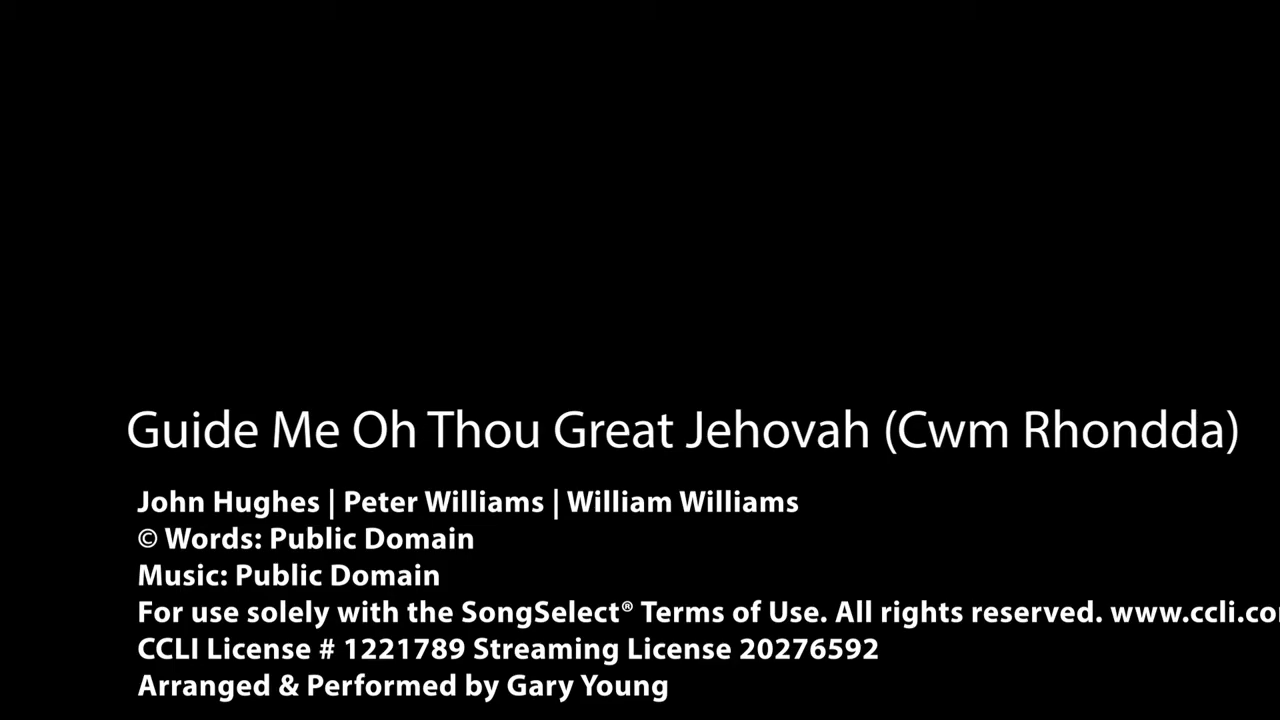 Guide Me Oh Thou Great Jehovah (Cwm Rhondda)
John Hughes | Peter Williams | William Williams
© Words: Public Domain
Music: Public Domain
For use solely with the SongSelect® Terms of Use. All rights reserved.
CCLI License # 1221789 Streaming License 20276592
Arranged & Performed by Gary Young